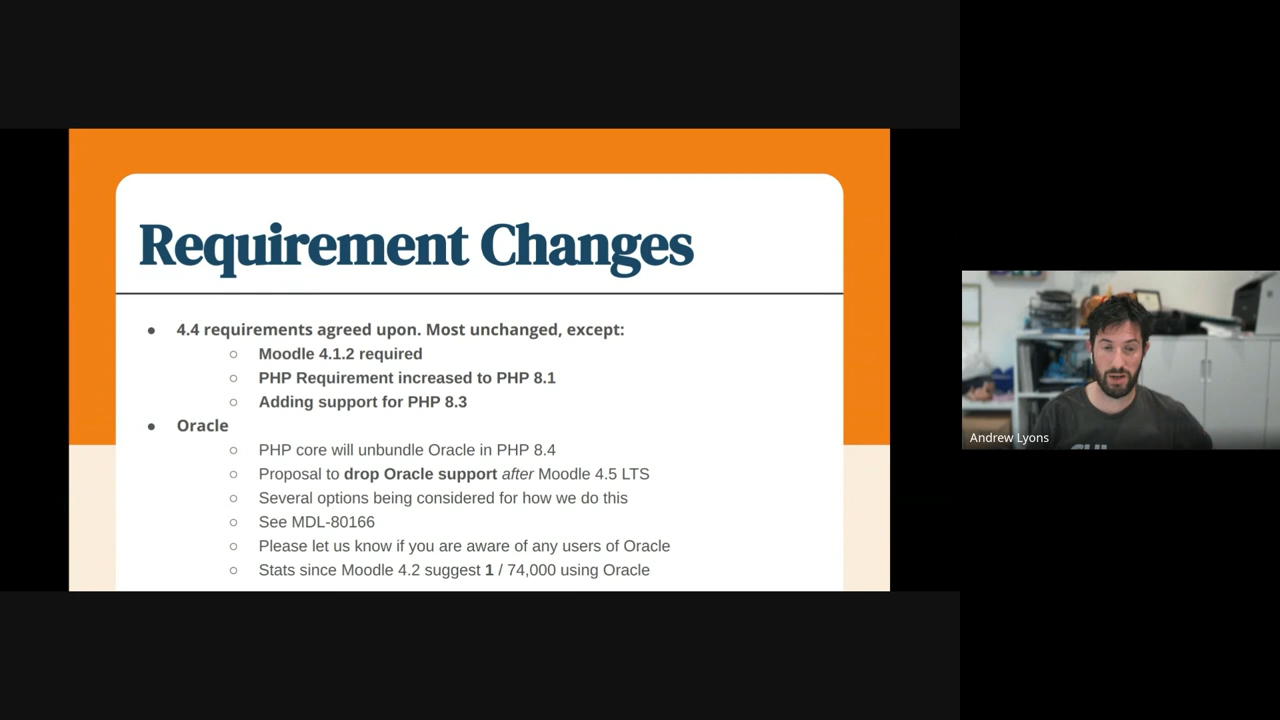 Requirement Changes
● 4.4 requirements agreed upon. Most unchanged, except:
○ Moodle 4.1.2 required
○ PHP Requirement increased to PHP 8.1
○ Adding support for PHP 8.3
● Oracle
○ PHP core will unbundle Oracle in PHP 8.4
○ Proposal to drop Oracle support after Moodle 4.5 LTS
○ Several options being considered for how we do this
○ See MDL-80166
○ Please let us know if you are aware of any users of Oracle
○ Stats since Moodle 4.2 suggest 1 / 74,000 using Oracle
Andrew Lyons